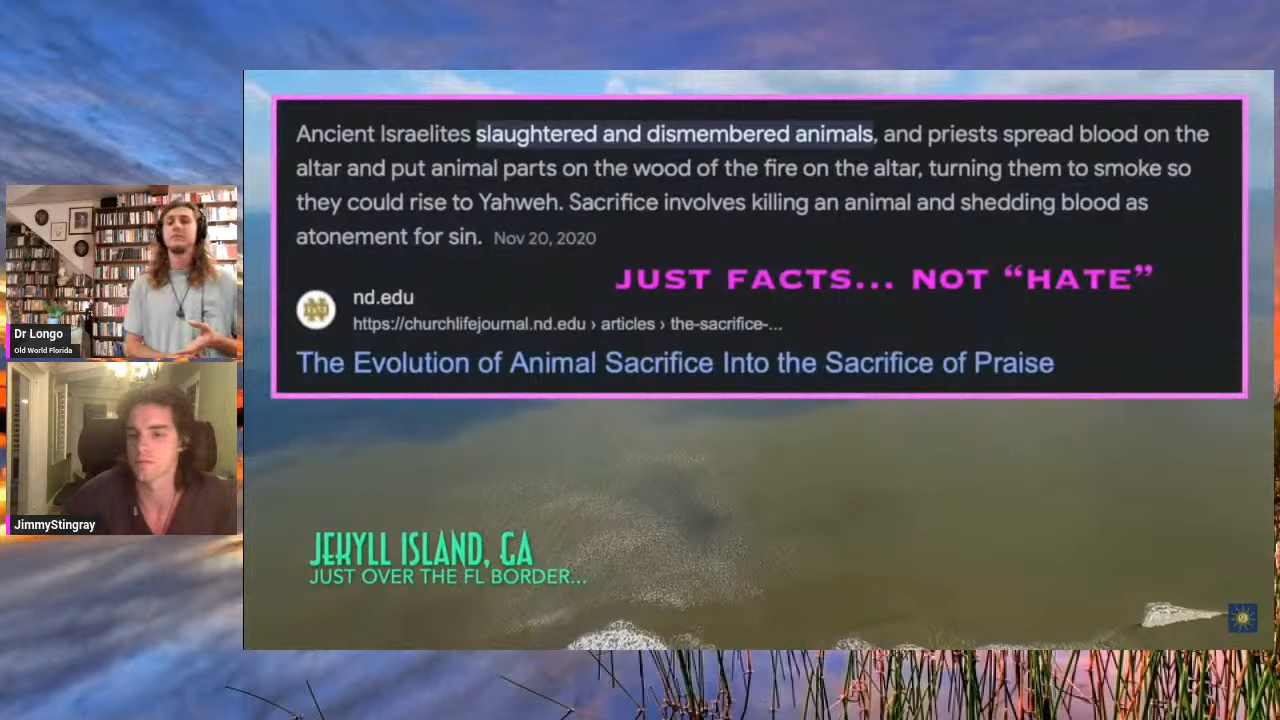 Ancient Israelites slaughtered and dismembered animals, and priests spread blood on the
altar and put animal parts on the wood of the fire on the altar, turning them to smoke so
they could rise to Yahweh. Sacrifice involves killing an animal and shedding blood as
atonement for sin. Nov 20, 2020
JUST FACTS... NOT “HATE”
nd.edu
https://churchlifejournal.nd.edu › articles › the-sacrifice-...
The Evolution of Animal Sacrifice Into the Sacrifice of Praise
Dr Longo
Old World Florida
JimmyStingray
JEKYLL ISLAND, GA
JUST OVER THE FL BORDER...